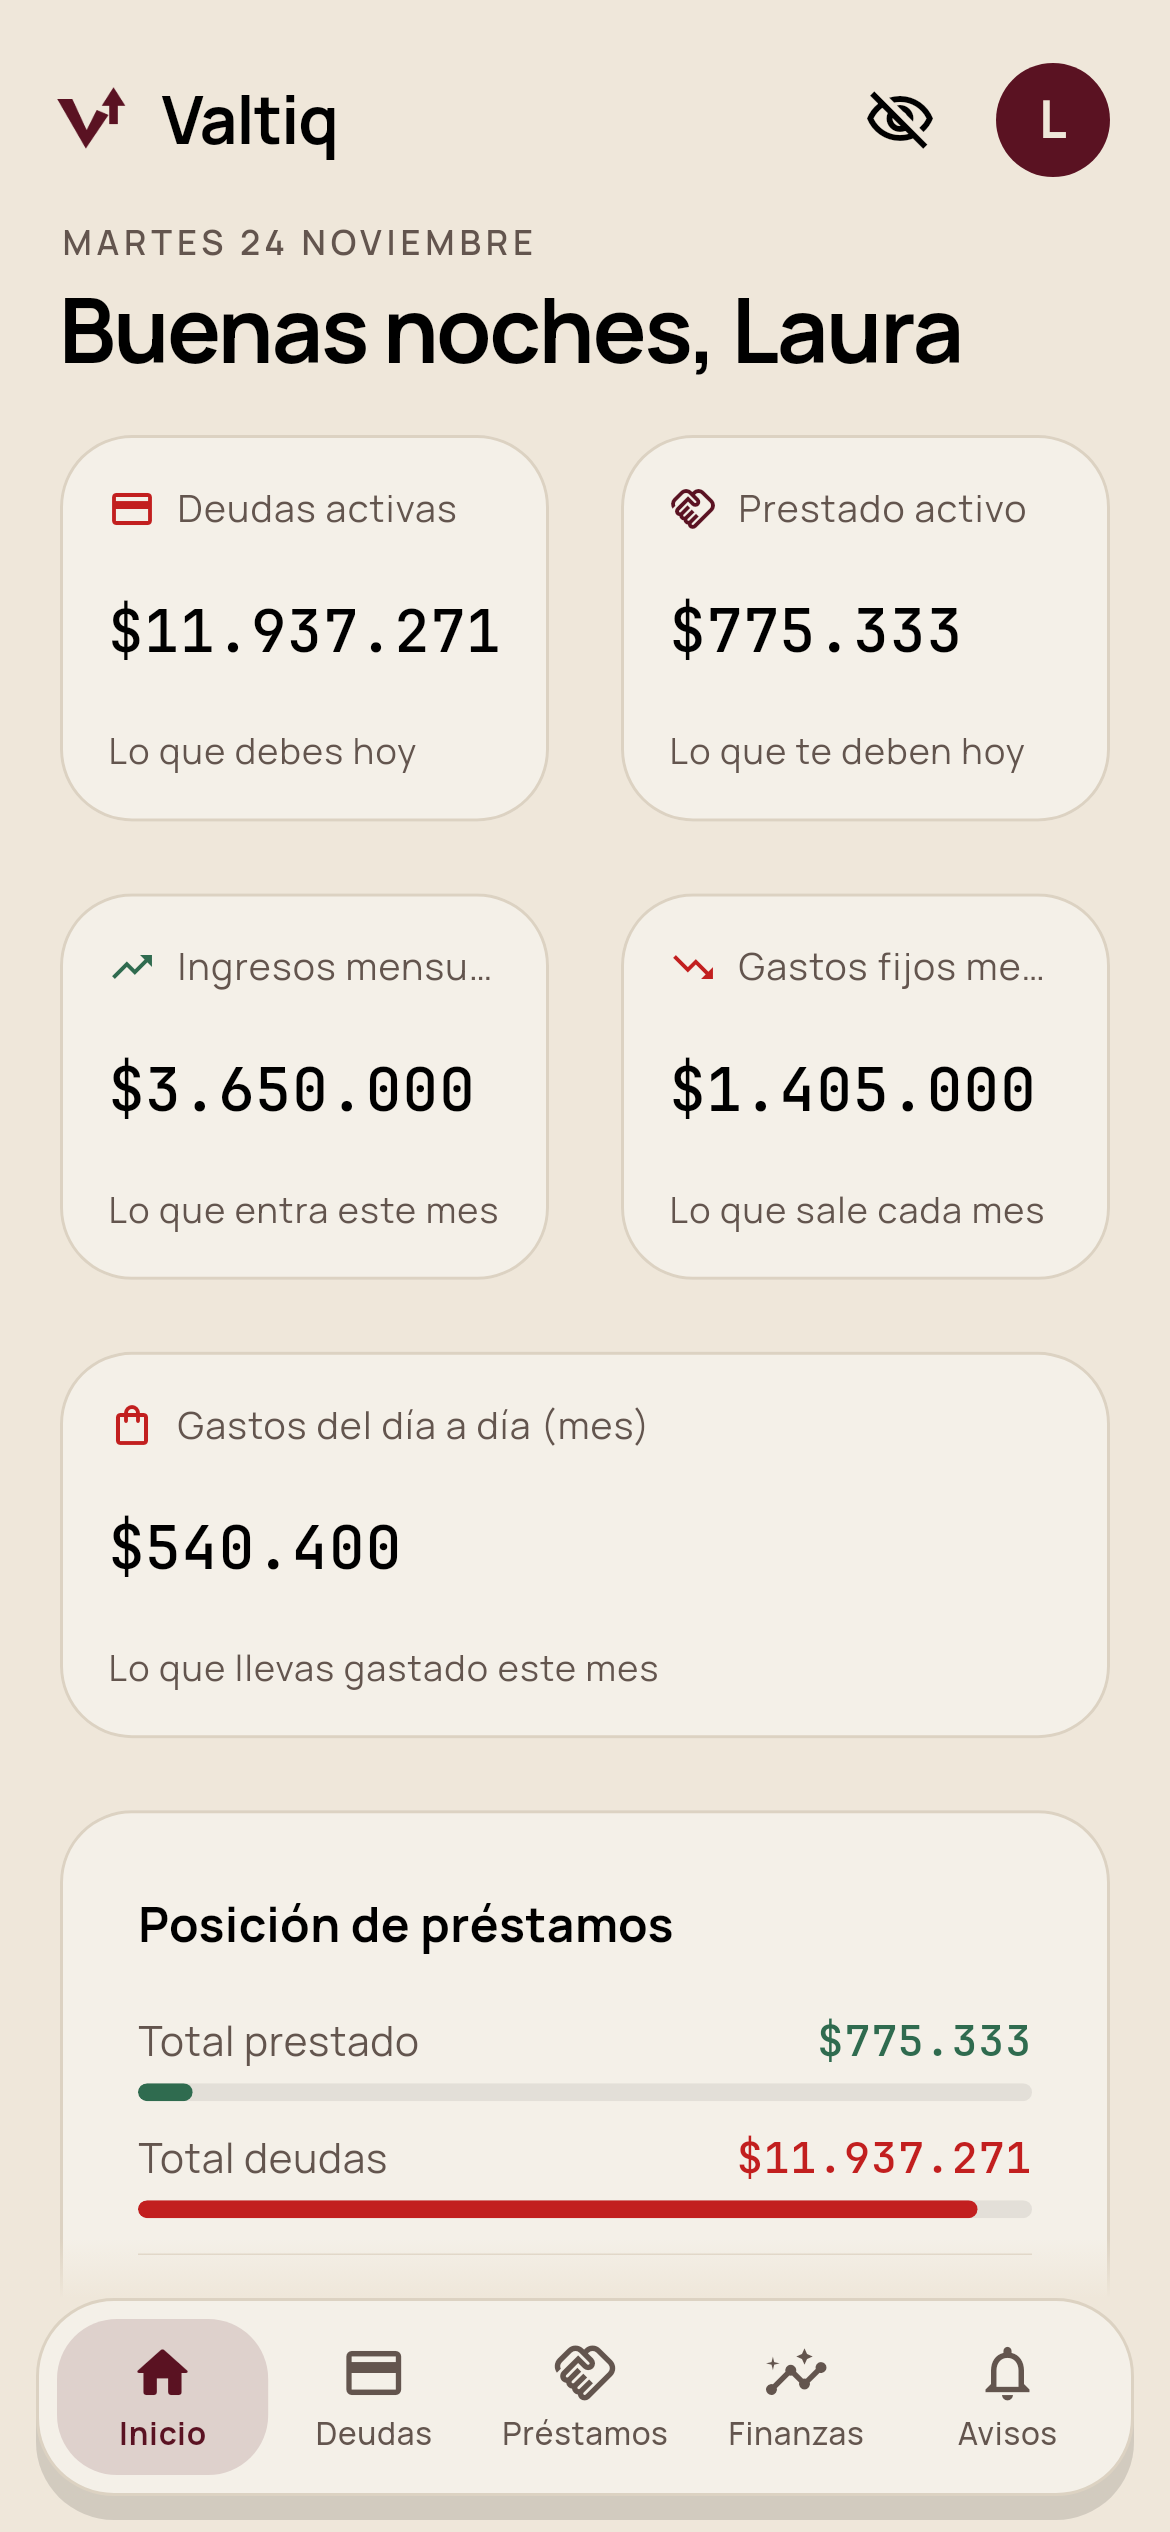 Valtiq
L
MARTES 24 NOVIEMBRE
Buenas noches, Laura
Deudas activas
$11.937.271
Lo que debes hoy
Prestado activo
$775.333
Lo que te deben hoy
Ingresos mensu...
$3.650.000
Lo que entra este mes
Gastos fijos me...
$1.405.000
Lo que sale cada mes
Gastos del día a día (mes)
$540.400
Lo que llevas gastado este mes
Posición de préstamos
Total prestado $775.333
Total deudas $11.937.271
Inicio Deudas Préstamos Finanzas Avisos